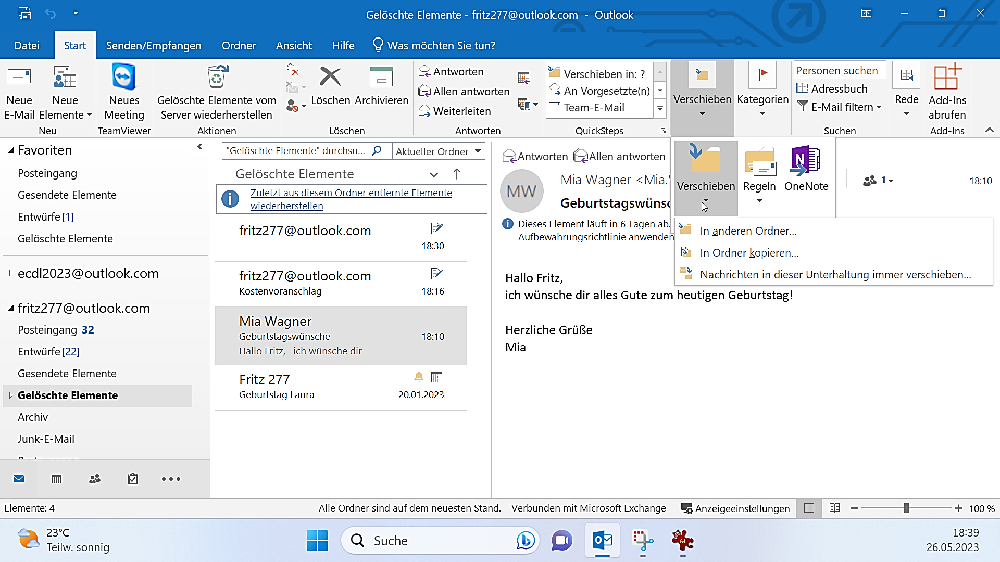 Gelöschte Elemente - fritz277@outlook.com - Outlook
Datei Start Senden/Empfangen Ordner Ansicht Hilfe Was möchten Sie tun?
Neue E-Mail
Neue Elemente
Neu
Neues Meeting
TeamViewer
Gelöschte Elemente vom
Server wiederherstellen
Aktionen
Löschen Archivieren
Löschen
Antworten
Allen antworten
Weiterleiten
Antworten
Verschieben in: ?
An Vorgesetzte(n)
Team-E-Mail
QuickSteps
Verschieben
Kategorien
Personen suchen
Adressbuch
E-Mail filtern
Suchen
Rede
Add-Ins
abrufen
Add-Ins
Favoriten
Posteingang
Gesendete Elemente
Entwürfe [1]
Gelöschte Elemente
ecdl2023@outlook.com
fritz277@outlook.com
Posteingang 32
Entwürfe [22]
Gesendete Elemente
Gelöschte Elemente
Archiv
Junk-E-Mail
"Gelöschte Elemente" durchsu... Aktueller Ordner
Gelöschte Elemente
Zuletzt aus diesem Ordner entfernte Elemente
wiederherstellen
fritz277@outlook.com
18:30
fritz277@outlook.com
Kostenvoranschlag 18:16
Mia Wagner
Geburtstagswünsche 18:10
Hallo Fritz, ich wünsche dir
Fritz 277
Geburtstag Laura 20.01.2023
Antworten Allen antworten
MW
Mia Wagner <Mia.
1
18:10
Dieses Element läuft in 6 Tagen ab.
Aufbewahrungsrichtlinie anwenden
Verschieben Regeln OneNote
N
In anderen Ordner...
In Ordner kopieren...
Nachrichten in dieser Unterhaltung immer verschieben...
Hallo Fritz,
ich wünsche dir alles Gute zum heutigen Geburtstag!
Herzliche Grüße
Mia
Elemente: 4 Alle Ordner sind auf dem neuesten Stand. Verbunden mit Microsoft Exchange Anzeigeeinstellungen 100 %
23°C
Teilw. sonnig
Suche
64
18:39
26.05.2023